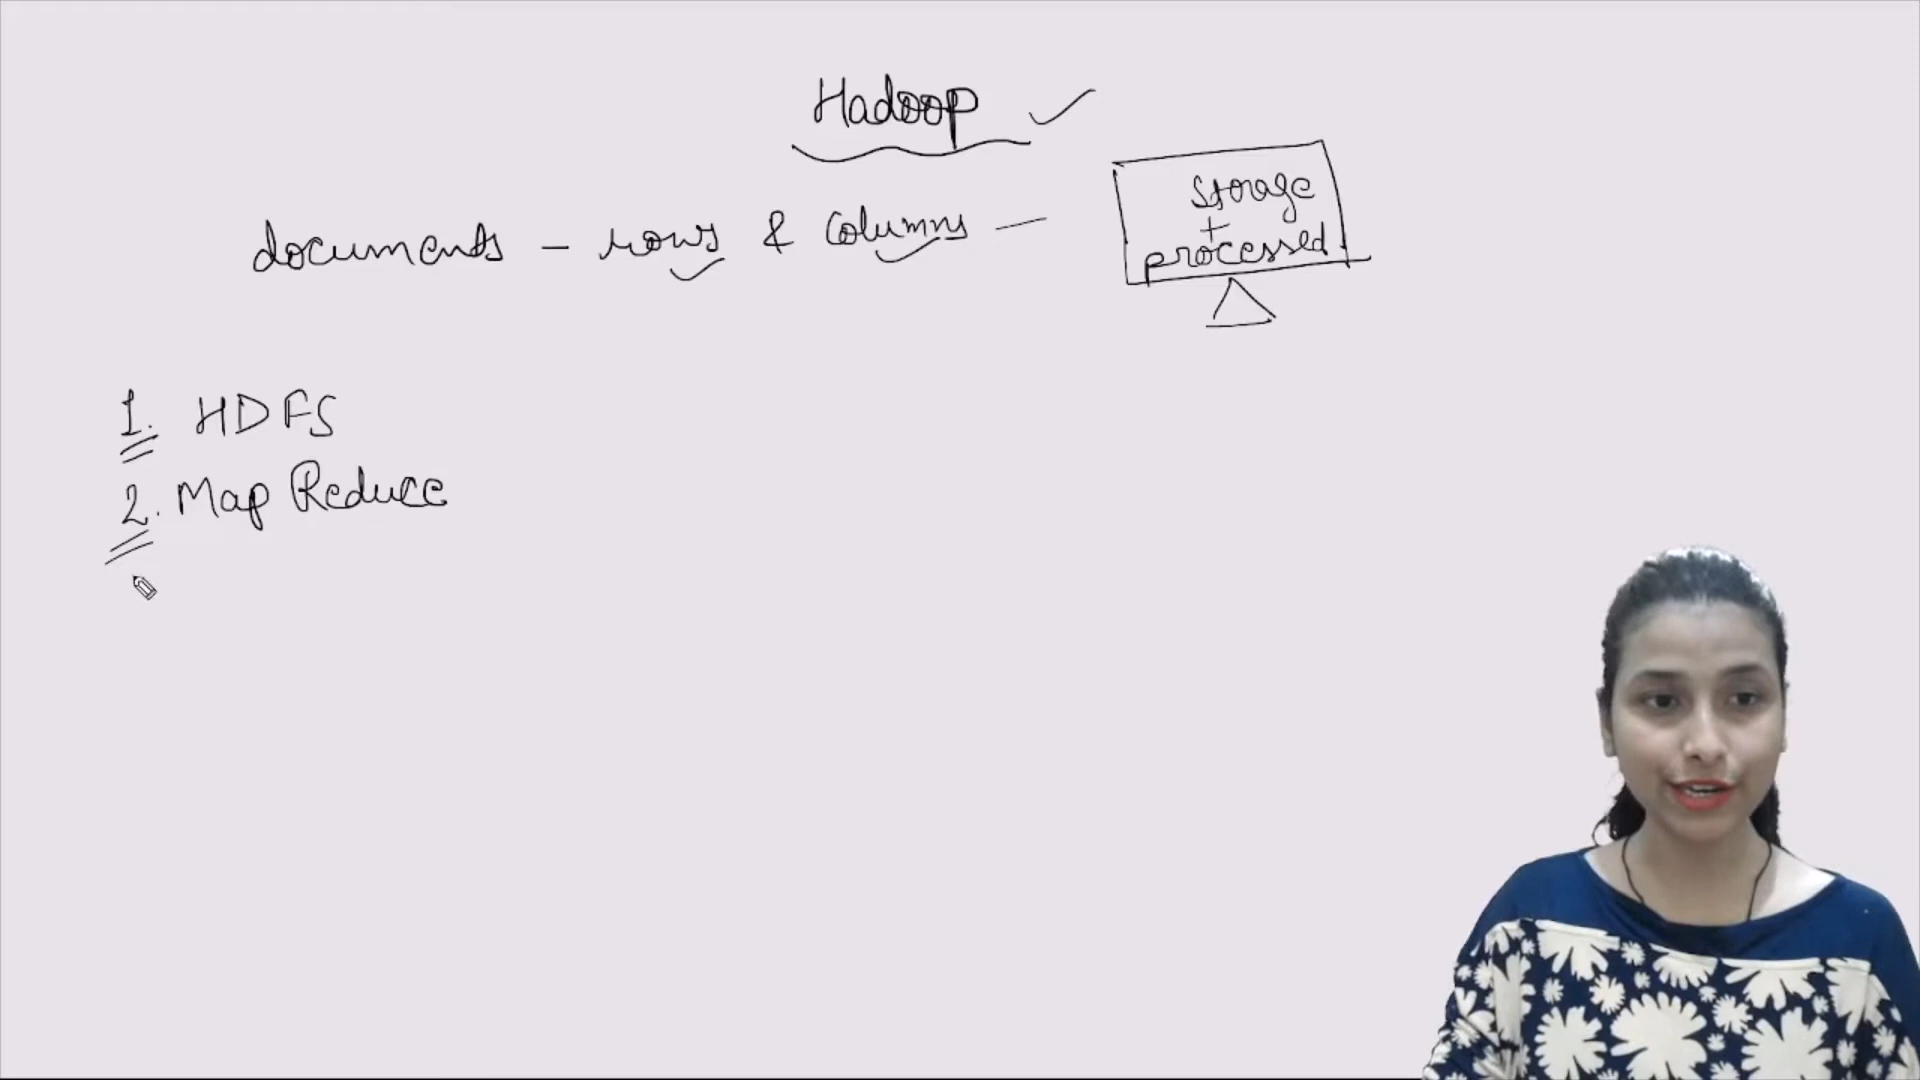 Hadoop
documents - rows & columns -
Storage
+
processed
1. HDFS
2. Map Reduce